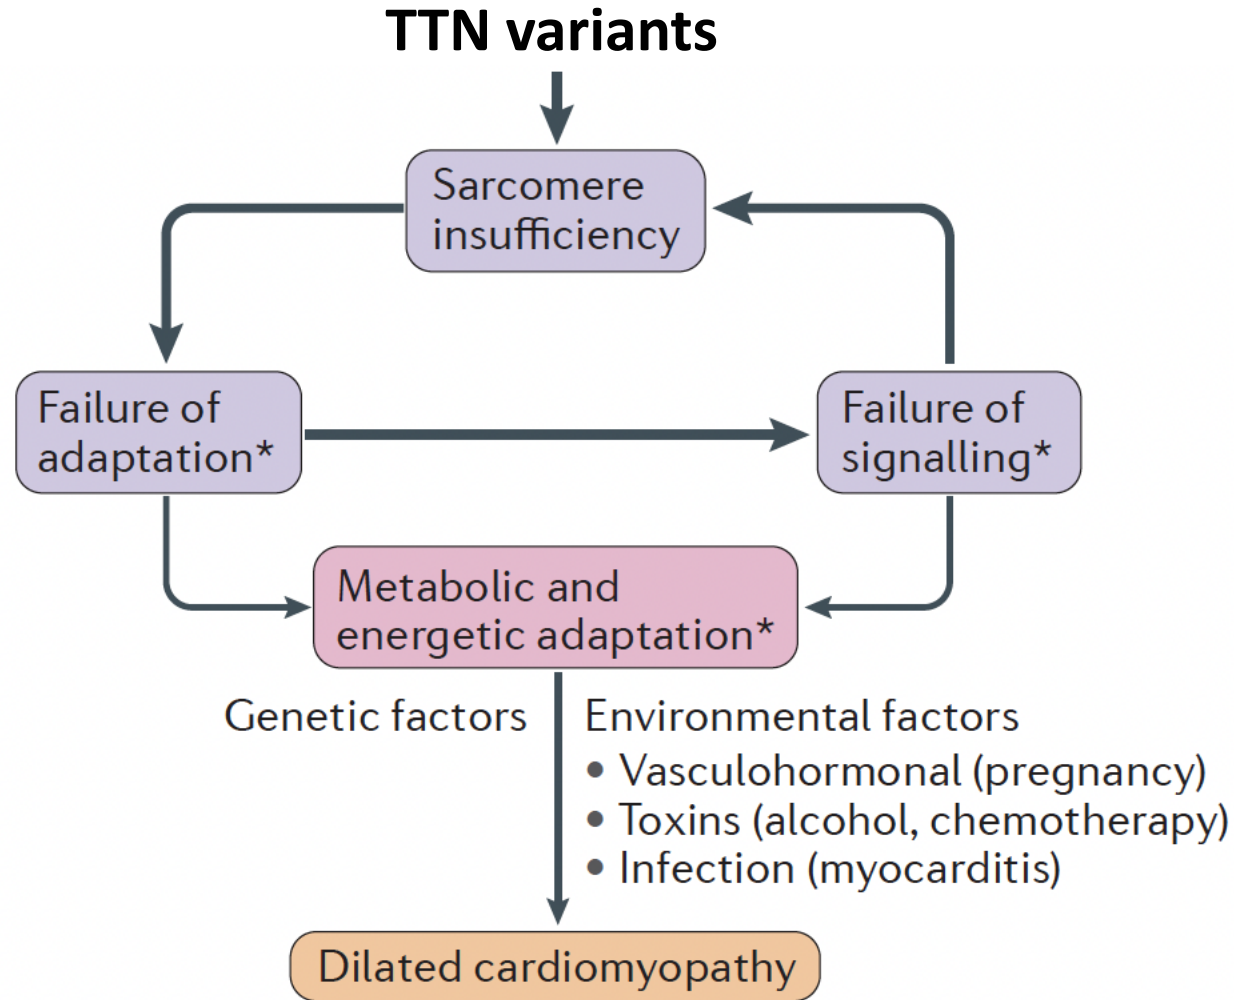 TTN variants
Sarcomere
insufficiency
Failure of
adaptation*
Failure of
signalling*
Metabolic and
energetic adaptation*
Genetic factors
Environmental factors
• Vasculohormonal (pregnancy)
• Toxins (alcohol, chemotherapy)
• Infection (myocarditis)
Dilated cardiomyopathy